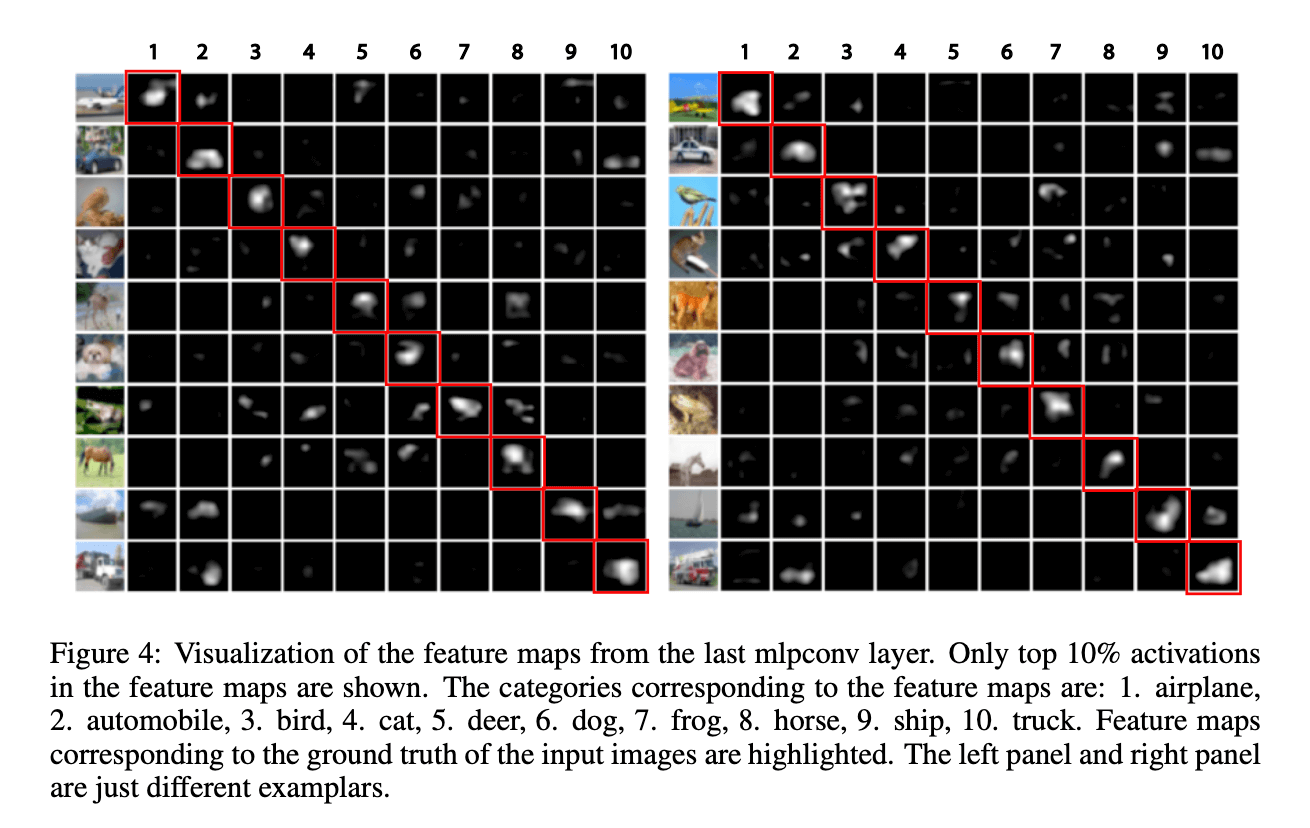 1 2 3 4 5 6 7 8 9 10 1 2 3 4 5 6 7 8 9 10
Figure 4: Visualization of the feature maps from the last mlpconv layer. Only top 10% activations
in the feature maps are shown. The categories corresponding to the feature maps are: 1. airplane,
2. automobile, 3. bird, 4. cat, 5. deer, 6. dog, 7. frog, 8. horse, 9. ship, 10. truck. Feature maps
corresponding to the ground truth of the input images are highlighted. The left panel and right panel
are just different examplars.